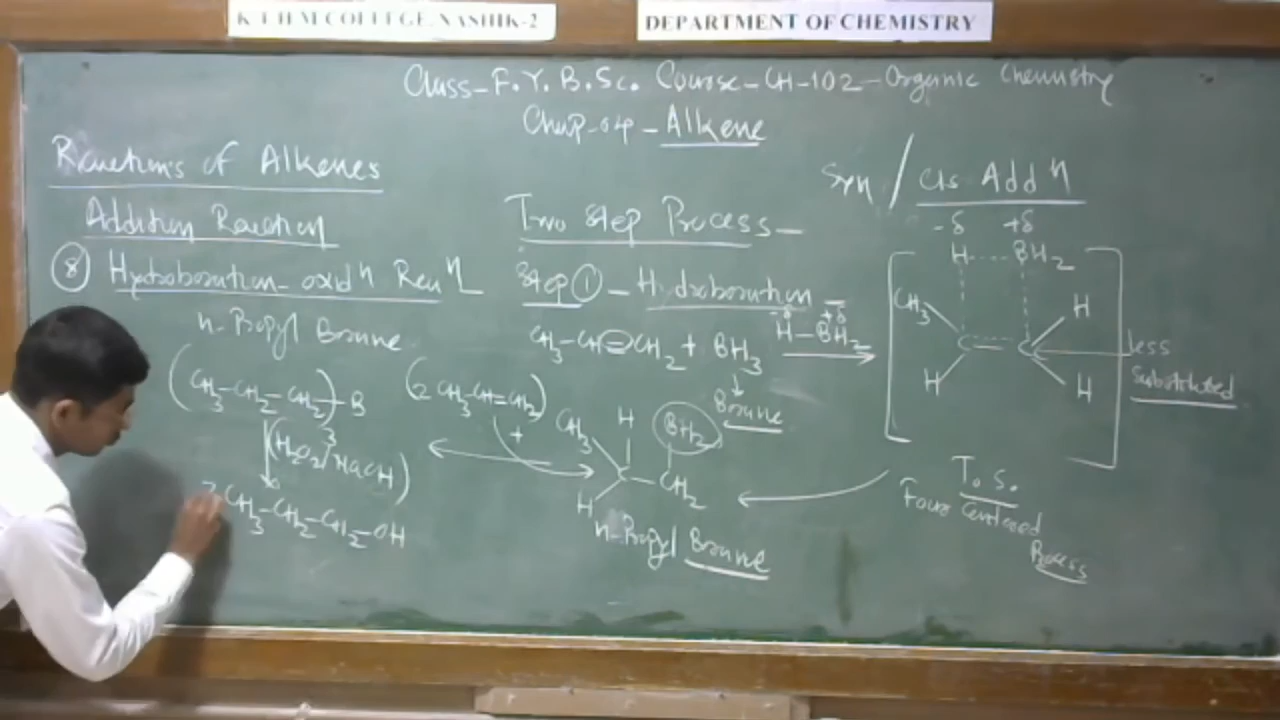 K.T.H.M COLLEGE, NASHIK-2
DEPARTMENT OF CHEMISTRY
Class - F.Y. B.Sc. Course - CH-102 - Organic Chemistry
Chap-04 - Alkene
Reactions of Alkenes
Addition Reaction
⑧ Hydroboration - oxidⁿ Reaⁿ
n-Propyl Borane
(CH3-CH2-CH2)3-B
(H2O2/NaOH)
3 CH3-CH2-CH2-OH
Two Step Process -
Step ① - Hydroboration -
CH3-CH=CH2 + BH3
-δ +δ
H-BH2
Borane
(2 CH3CH=CH2)
+
CH3 H BH2
C CH2
H
n-Propyl Borane
Syn / Cis Addⁿ
-δ +δ
H BH2
CH3 H
C = C
H H
less
Substituted
T.S.
Four Centered
Process